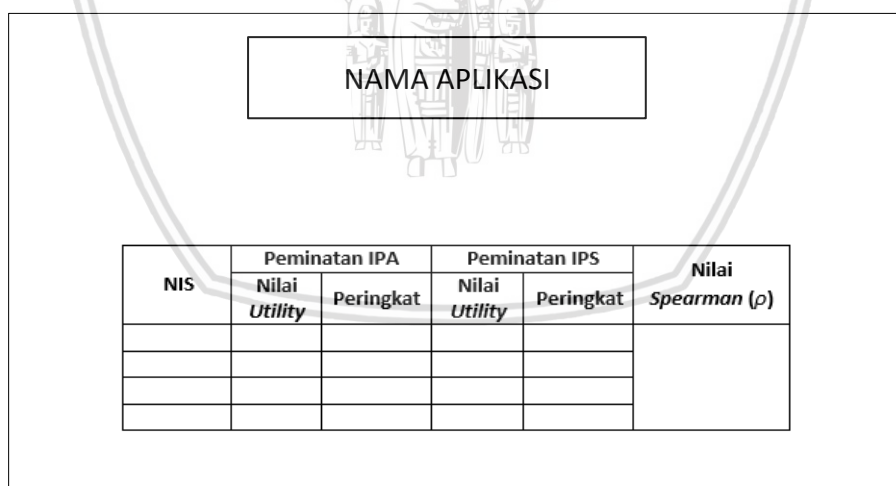 NAMA APLIKASI
NIS
Peminatan IPA
Peminatan IPS
Nilai
Spearman (ρ)
Nilai
Utility
Peringkat
Nilai
Utility
Peringkat